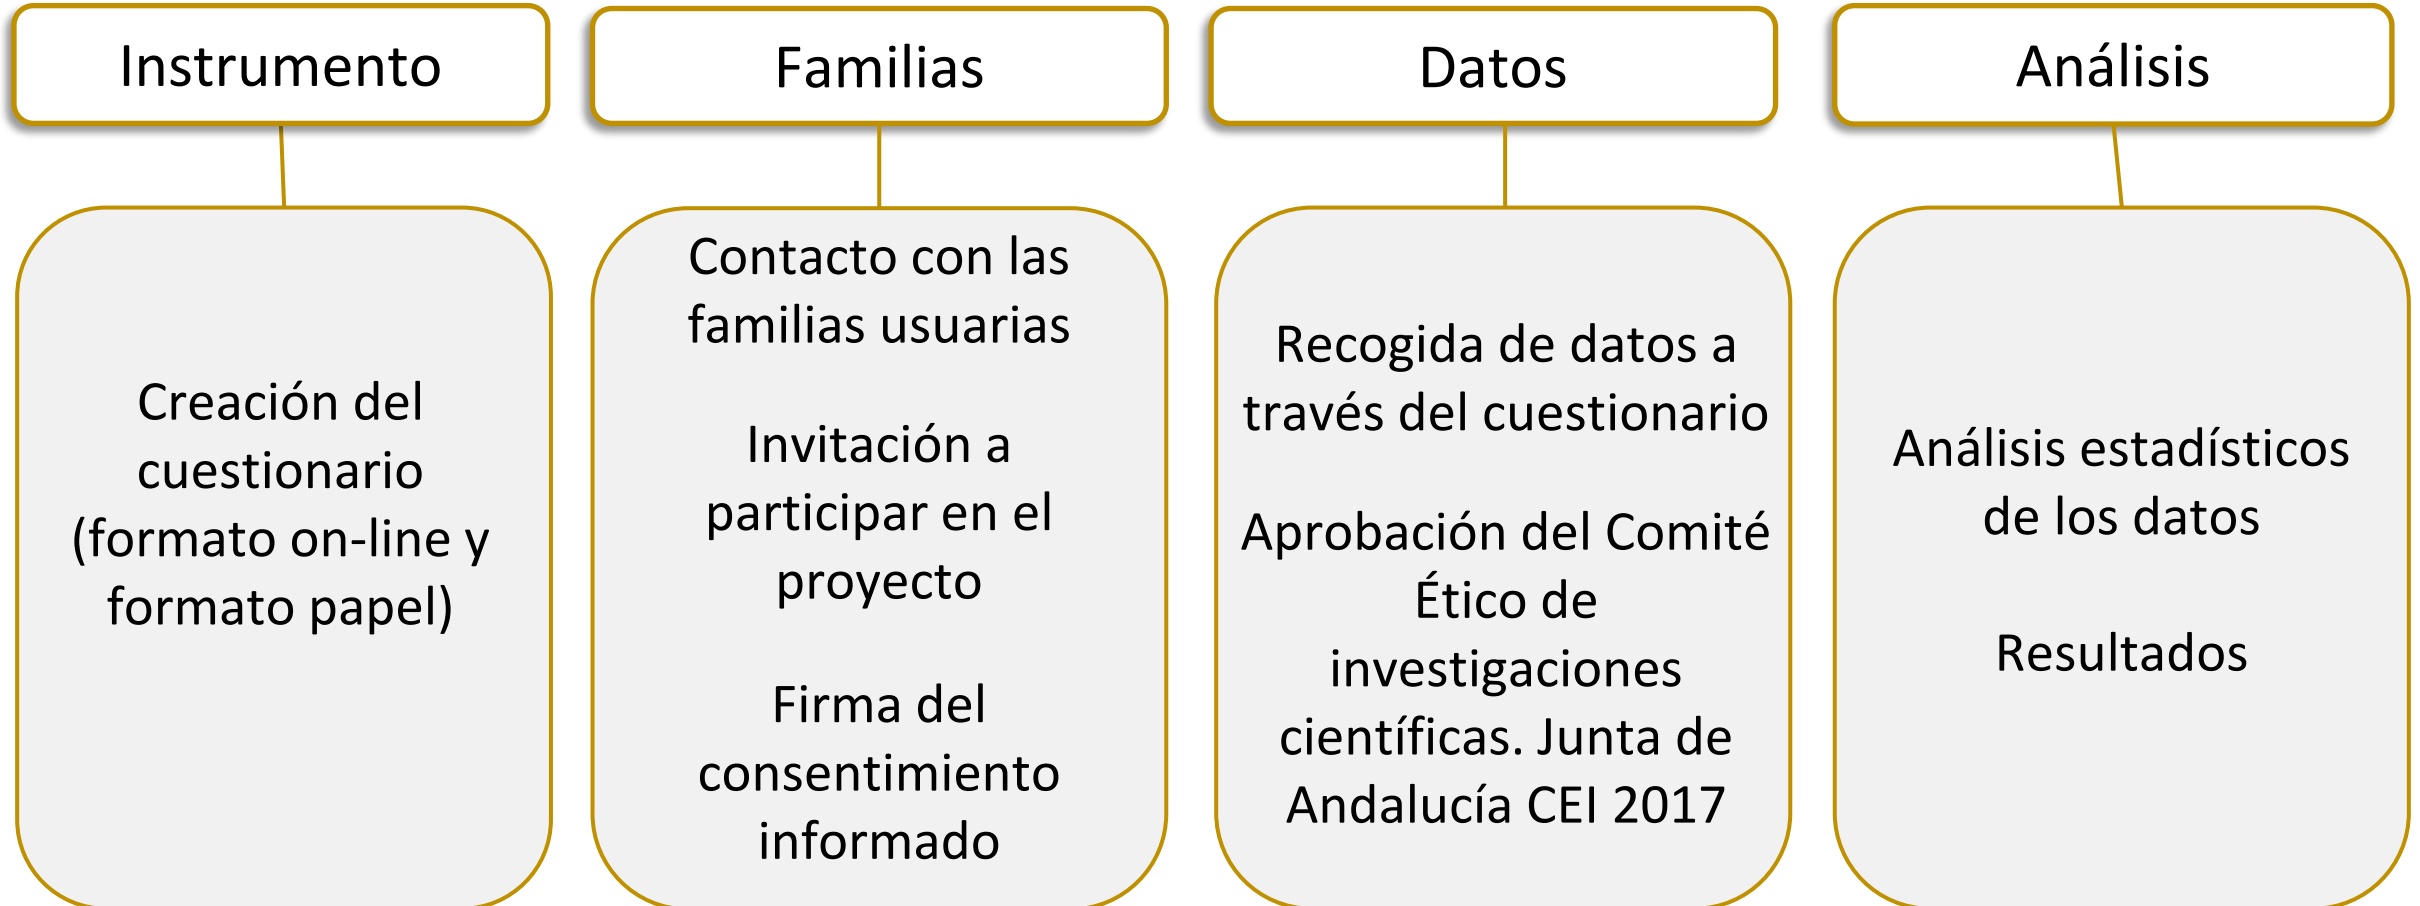 Instrumento
Creación del
cuestionario
(formato on-line y
formato papel)
Familias
Contacto con las
familias usuarias
Invitación a
participar en el
proyecto
Firma del
consentimiento
informado
Datos
Recogida de datos a
través del cuestionario
Aprobación del Comité
Ético de
investigaciones
científicas. Junta de
Andalucía CEI 2017
Análisis
Análisis estadísticos
de los datos
Resultados